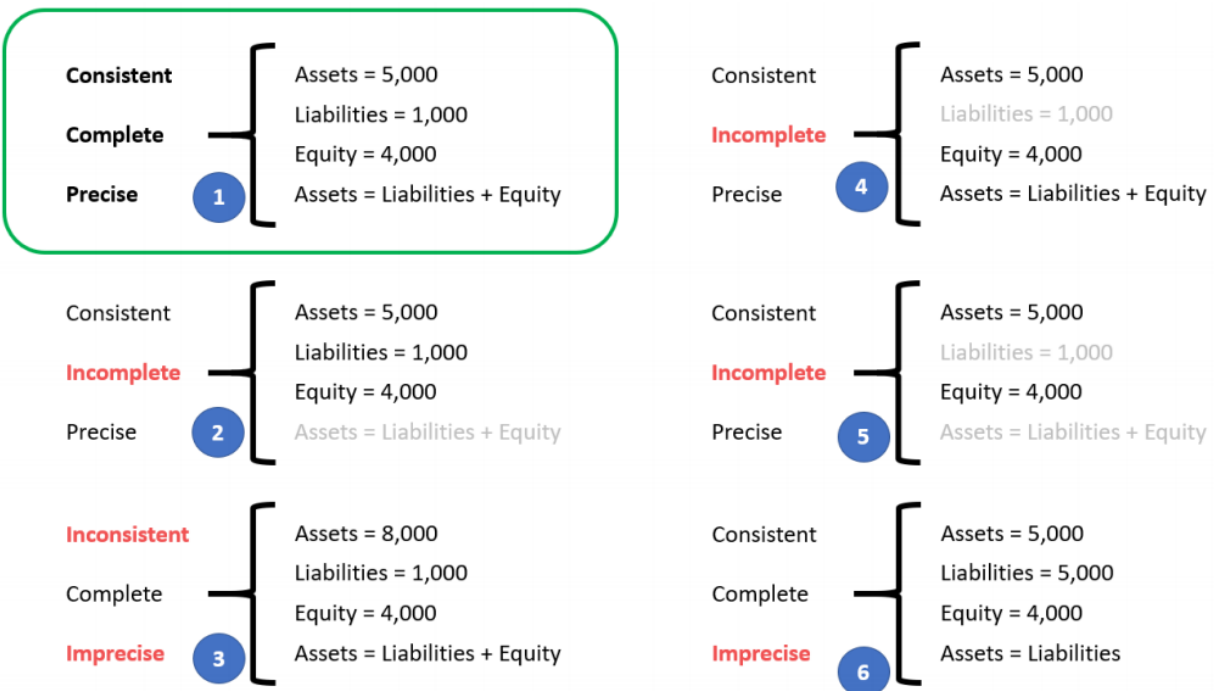 Consistent
Complete
Precise
1
Assets = 5,000
Liabilities = 1,000
Equity = 4,000
Assets = Liabilities + Equity
Consistent
Incomplete
Precise
4
Assets = 5,000
Liabilities = 1,000
Equity = 4,000
Assets = Liabilities + Equity
Consistent
Incomplete
Precise
2
Assets = 5,000
Liabilities = 1,000
Equity = 4,000
Assets = Liabilities + Equity
Consistent
Incomplete
Precise
5
Assets = 5,000
Liabilities = 1,000
Equity = 4,000
Assets = Liabilities + Equity
Inconsistent
Complete
Imprecise
3
Assets = 8,000
Liabilities = 1,000
Equity = 4,000
Assets = Liabilities + Equity
Consistent
Complete
Imprecise
6
Assets = 5,000
Liabilities = 5,000
Equity = 4,000
Assets = Liabilities